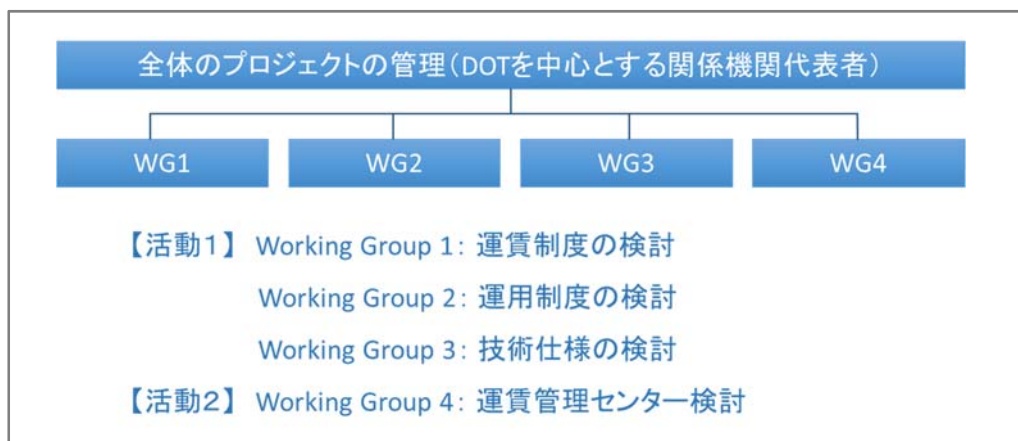 全体のプロジェクトの管理（DOTを中心とする関係機関代表者）
WG1
WG2
WG3
WG4
【活動１】 Working Group 1： 運賃制度の検討
Working Group 2： 運用制度の検討
Working Group 3： 技術仕様の検討
【活動２】 Working Group 4： 運賃管理センター検討